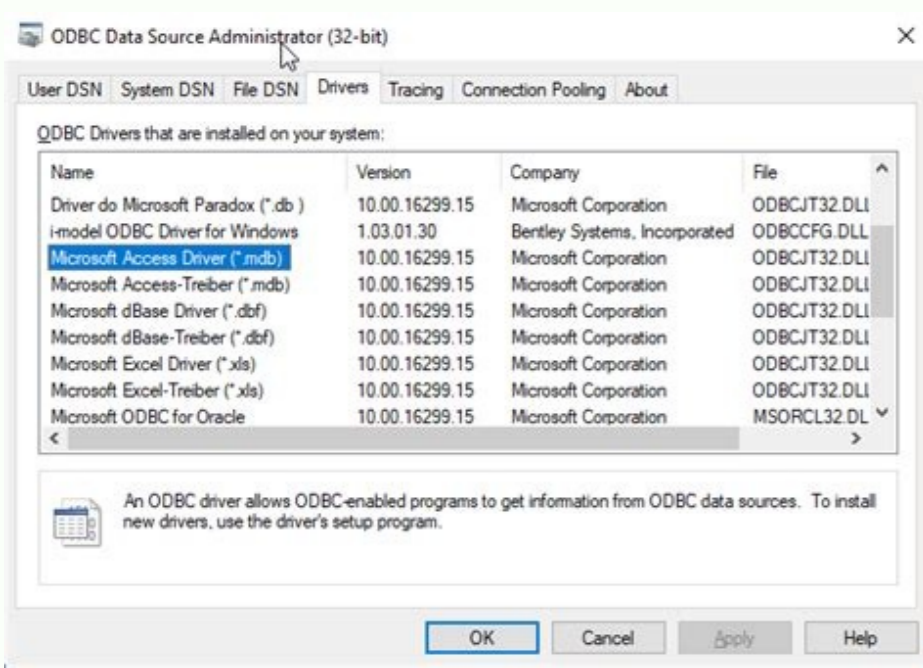 ODBC Data Source Administrator (32-bit)
User DSN System DSN File DSN Drivers Tracing Connection Pooling About
ODBC Drivers that are installed on your system:
Name Version Company File
Driver do Microsoft Paradox (*.db ) 10.00.16299.15 Microsoft Corporation ODBCJT32.DLL
i-model ODBC Driver for Windows 1.03.01.30 Bentley Systems, Incorporated ODBCCFG.DLL
Microsoft Access Driver (*.mdb) 10.00.16299.15 Microsoft Corporation ODBCJT32.DLL
Microsoft Access-Treiber (*.mdb) 10.00.16299.15 Microsoft Corporation ODBCJT32.DLL
Microsoft dBase Driver (*.dbf) 10.00.16299.15 Microsoft Corporation ODBCJT32.DLL
Microsoft dBase-Treiber (*.dbf) 10.00.16299.15 Microsoft Corporation ODBCJT32.DLL
Microsoft Excel Driver (*.xls) 10.00.16299.15 Microsoft Corporation ODBCJT32.DLL
Microsoft Excel-Treiber (*.xls) 10.00.16299.15 Microsoft Corporation ODBCJT32.DLL
Microsoft ODBC for Oracle 10.00.16299.15 Microsoft Corporation MSORCL32.DL
An ODBC driver allows ODBC-enabled programs to get information from ODBC data sources. To install
new drivers, use the driver's setup program.
OK Cancel Apply Help